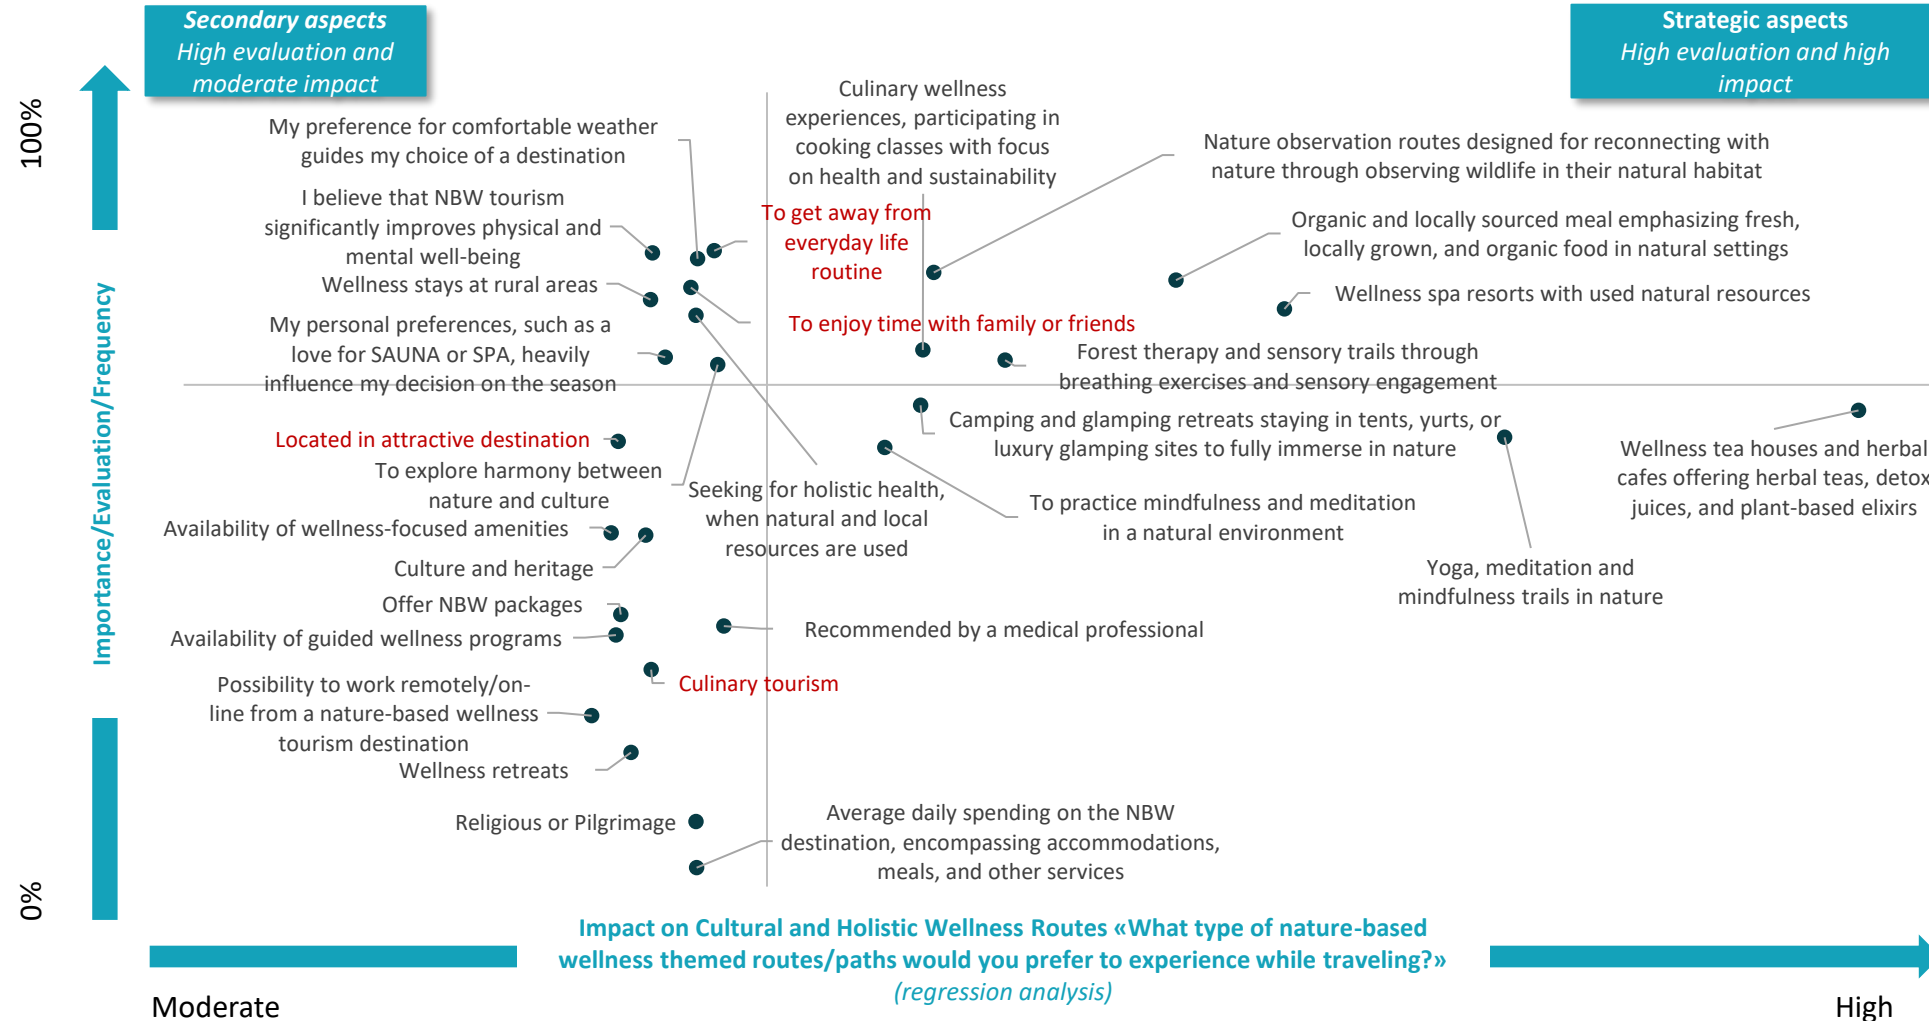 Secondary aspects
High evaluation and
moderate impact
Strategic aspects
High evaluation and high
impact
100%
Importance/Evaluation/Frequency
0%
My preference for comfortable weather
guides my choice of a destination
I believe that NBW tourism
significantly improves physical and
mental well-being
Wellness stays at rural areas
My personal preferences, such as a
love for SAUNA or SPA, heavily
influence my decision on the season
Located in attractive destination
To explore harmony between
nature and culture
Availability of wellness-focused amenities
Culture and heritage
Offer NBW packages
Availability of guided wellness programs
Possibility to work remotely/on-
line from a nature-based wellness
tourism destination
Wellness retreats
Religious or Pilgrimage
Culinary wellness
experiences, participating in
cooking classes with focus
on health and sustainability
To get away from
everyday life
routine
To enjoy time with family or friends
Seeking for holistic health,
when natural and local
resources are used
Recommended by a medical professional
Culinary tourism
Average daily spending on the NBW
destination, encompassing accommodations,
meals, and other services
Nature observation routes designed for reconnecting with
nature through observing wildlife in their natural habitat
Organic and locally sourced meal emphasizing fresh,
locally grown, and organic food in natural settings
Wellness spa resorts with used natural resources
Forest therapy and sensory trails through
breathing exercises and sensory engagement
Camping and glamping retreats staying in tents, yurts, or
luxury glamping sites to fully immerse in nature
To practice mindfulness and meditation
in a natural environment
Wellness tea houses and herbal
cafes offering herbal teas, detox
juices, and plant-based elixirs
Yoga, meditation and
mindfulness trails in nature
Impact on Cultural and Holistic Wellness Routes «What type of nature-based
wellness themed routes/paths would you prefer to experience while traveling?»
(regression analysis)
Moderate
High